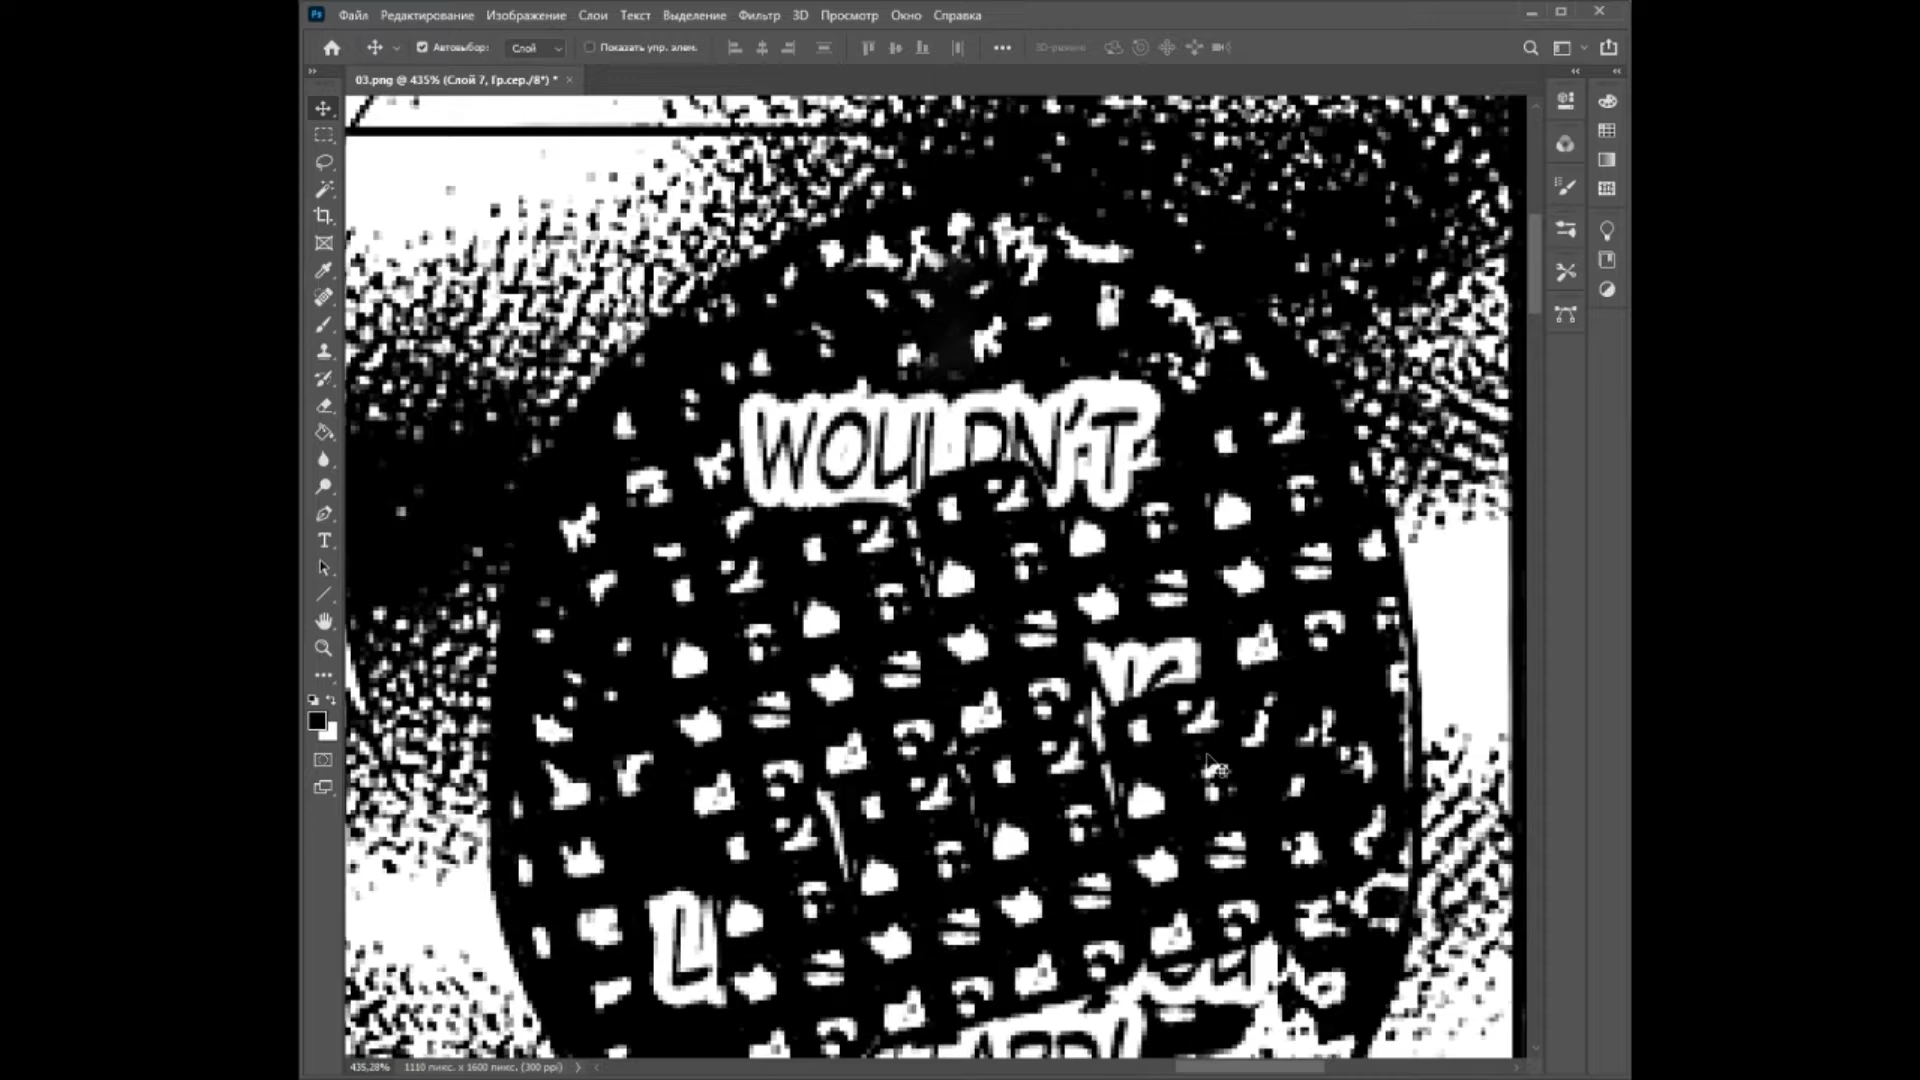 Ps Файл Редактирование Изображение Слои Текст Выделение Фильтр 3D Просмотр Окно Справка
Автовыбор: Слой Показать упр. элем. 3D-режим
03.png @ 435% (Слой 7, Гр.сер./8*) *
WOULDN'T
435,28% 1110 пикс. x 1600 пикс. (300 ppi)